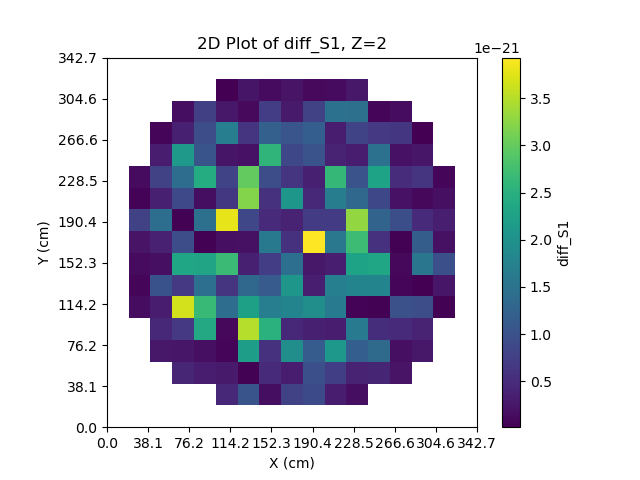 2D Plot of diff_S1, Z=2
1e−21
342.7
304.6
266.6
228.5
190.4
152.3
114.2
76.2
38.1
0.0
Y (cm)
0.0 38.1 76.2 114.2 152.3 190.4 228.5 266.6 304.6 342.7
X (cm)
3.5
3.0
2.5
2.0
1.5
1.0
0.5
diff_S1